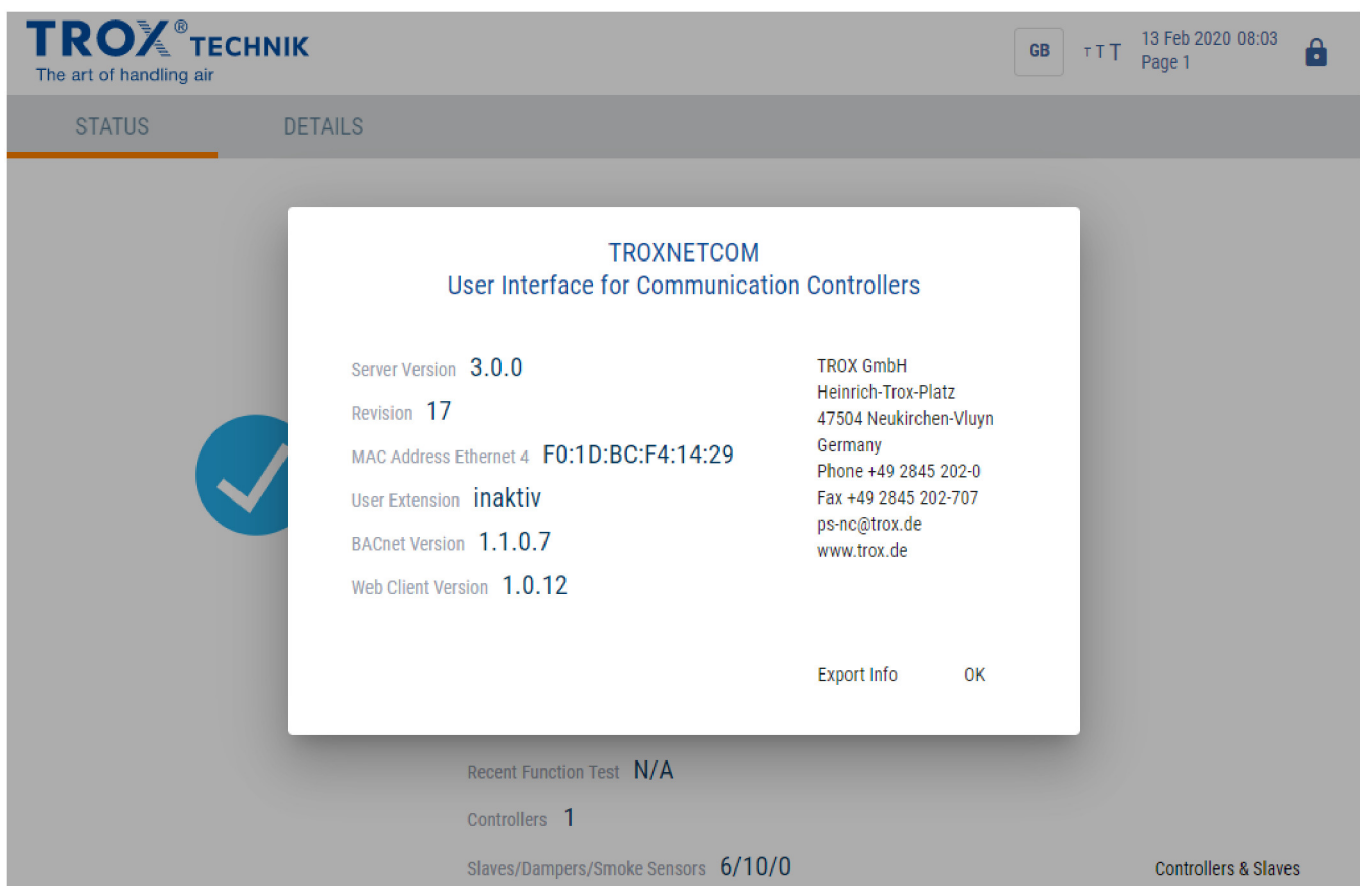 TROX® TECHNIK
The art of handling air
GB
T T T
13 Feb 2020 08:03
Page 1
STATUS
DETAILS
TROXNETCOM
User Interface for Communication Controllers
Server Version 3.0.0
Revision 17
MAC Address Ethernet 4 F0:1D:BC:F4:14:29
User Extension inaktiv
BACnet Version 1.1.0.7
Web Client Version 1.0.12
TROX GmbH
Heinrich-Trox-Platz
47504 Neukirchen-Vluyn
Germany
Phone +49 2845 202-0
Fax +49 2845 202-707
ps-nc@trox.de
www.trox.de
Export Info
OK
Recent Function Test N/A
Controllers 1
Slaves/Dampers/Smoke Sensors 6/10/0
Controllers & Slaves